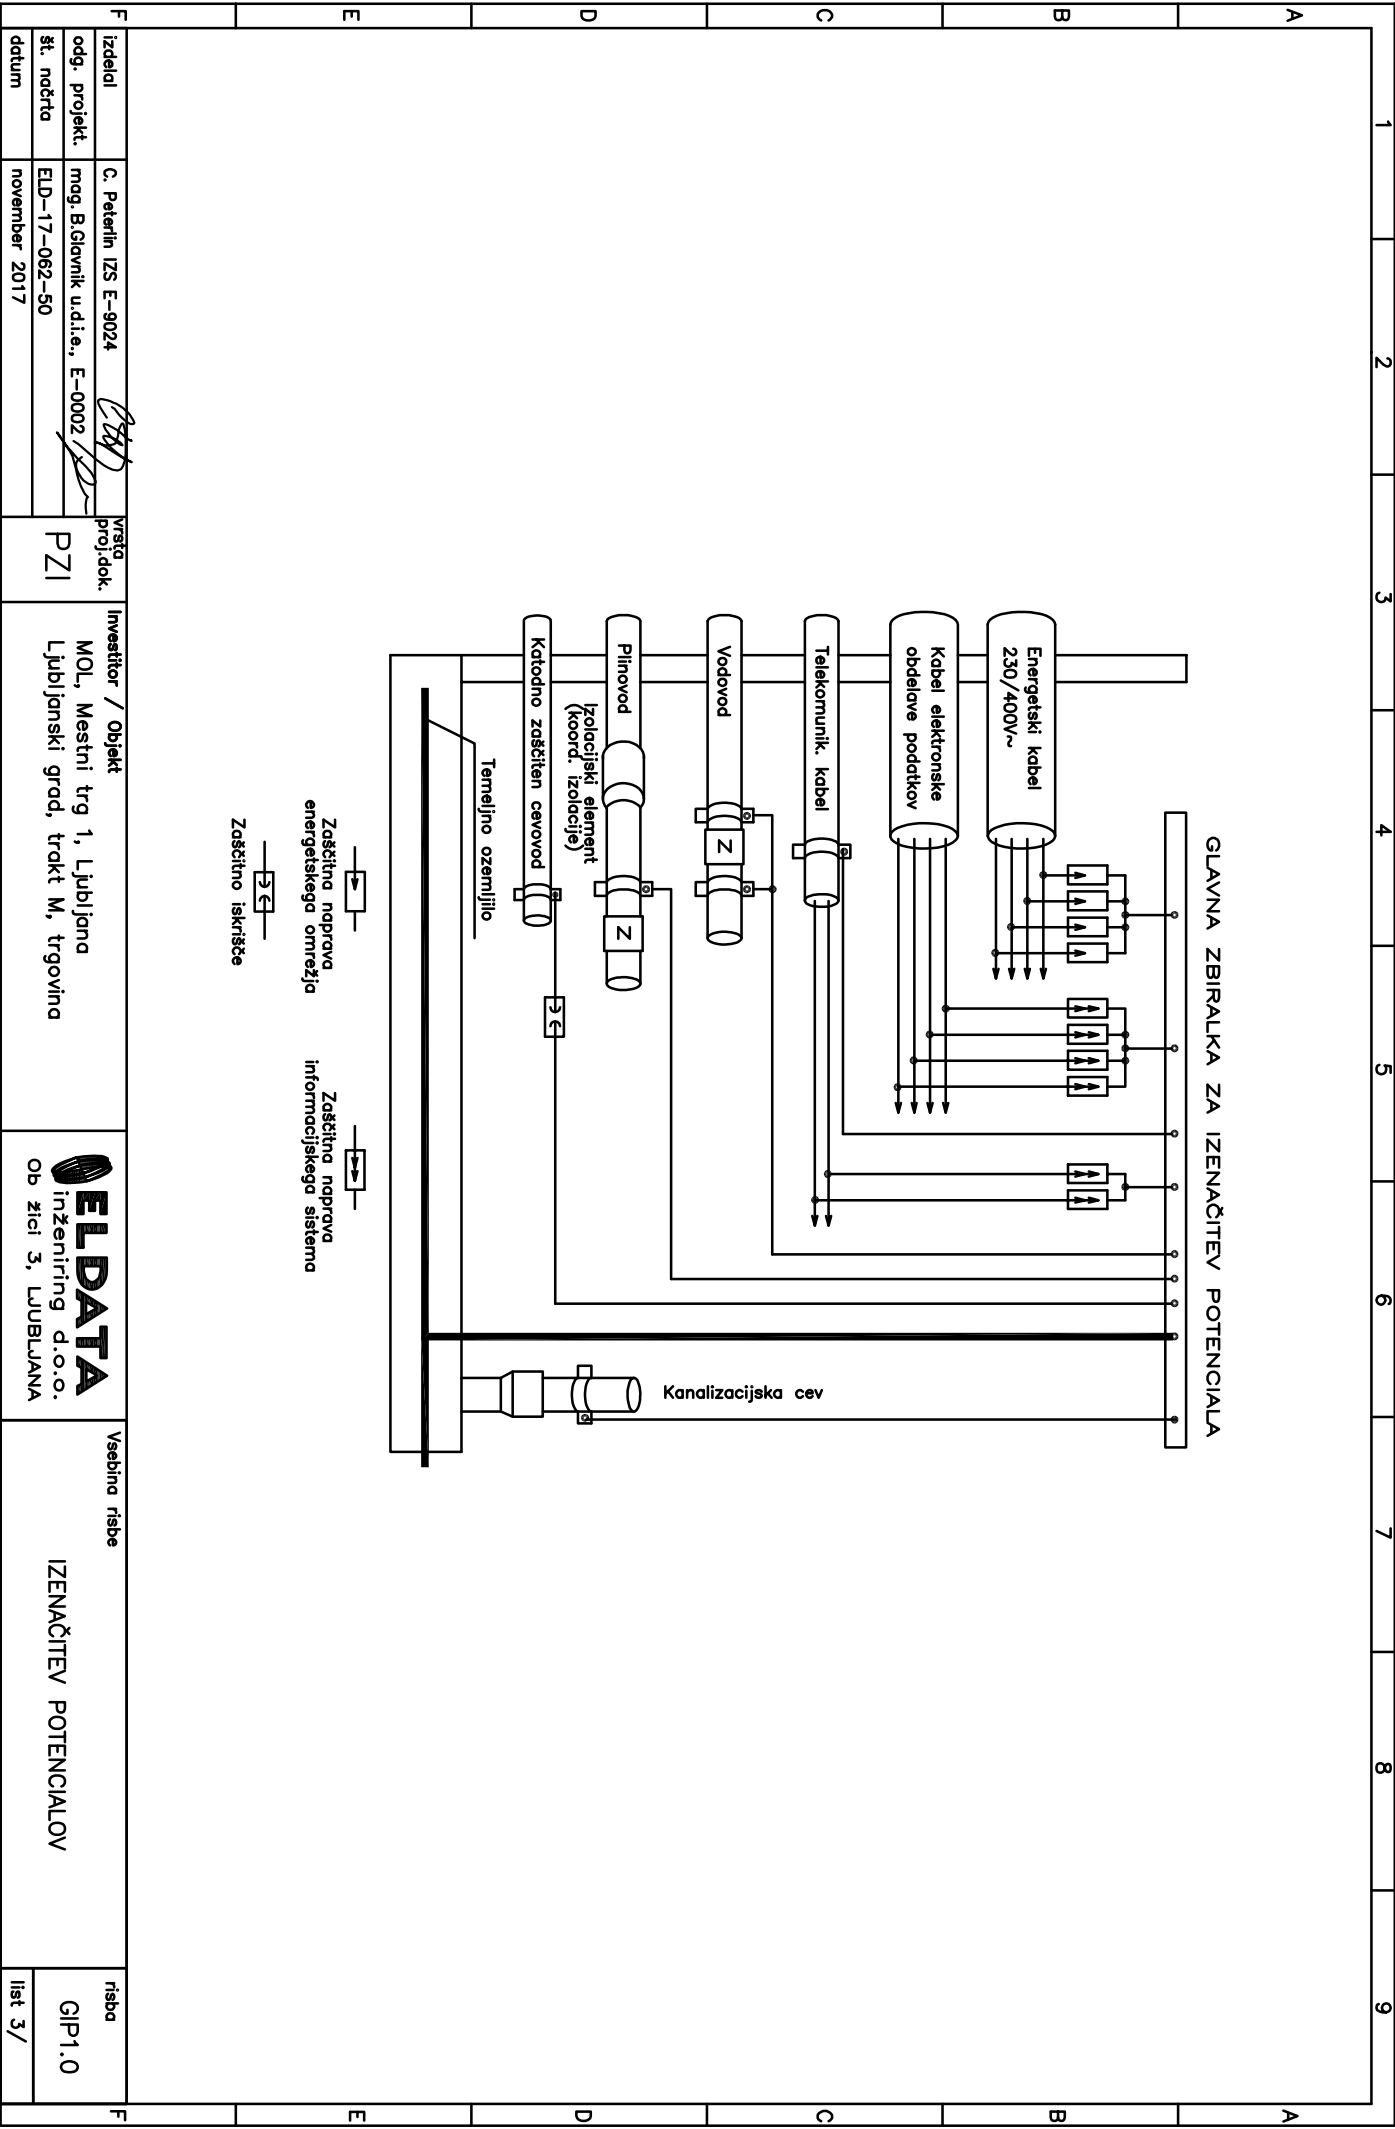 1 2 3 4 5 6 7 8 9
A
B
C
D
E
F
A
B
C
D
E
F
GLAVNA ZBIRALKA ZA IZENAČITEV POTENCIALA
Energetski kabel
230/400V~
Kabel elektronske
obdelave podatkov
Telekomunik. kabel
Vodovod
Z
Plinovod
Z
Izolacijski element
(koord. izolacije)
Katodno zaščiten cevovod
Temeljno ozemljilo
Kanalizacijska cev
Zaščitna naprava
energetskega omrežja
Zaščitna naprava
informacijskega sistema
Zaščitno iskrišče
izdelal C. Peterlin IZS E-9024
odg. projekt. mag. B.Glavnik u.d.i.e., E-0002
št. načrta ELD-17-062-50
datum november 2017
vrsta
proj.dok.
PZI
Investitor / Objekt
MOL, Mestni trg 1, Ljubljana
Ljubljanski grad, trakt M, trgovina
ELDATA
inženiring d.o.o.
Ob žici 3, LJUBLJANA
Vsebina risbe
IZENAČITEV POTENCIALOV
risba
GIP1.0
list 3/